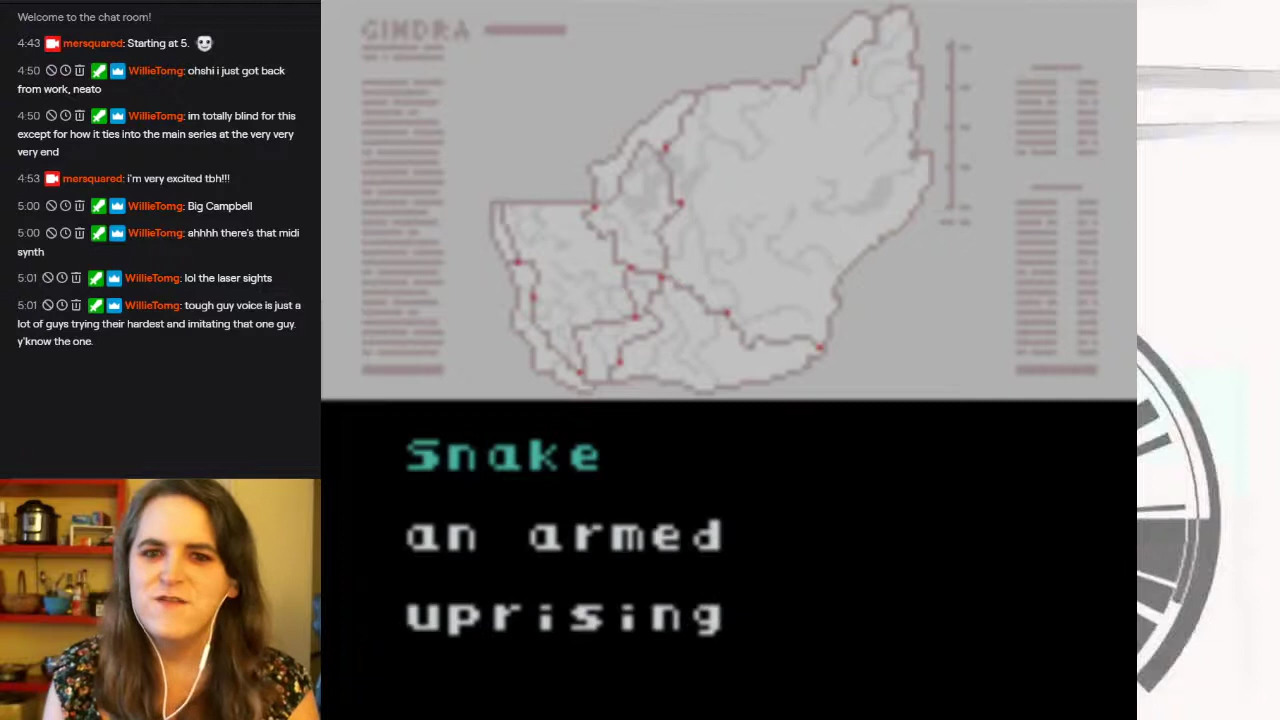 Welcome to the chat room!
4:43 mersquared: Starting at 5.
4:50 WillieTomg: ohshi i just got back
from work, neato
4:50 WillieTomg: im totally blind for this
except for how it ties into the main series at the very very
very end
4:53 mersquared: i'm very excited tbh!!!
5:00 WillieTomg: Big Campbell
5:00 WillieTomg: ahhhh there's that midi
synth
5:01 WillieTomg: lol the laser sights
5:01 WillieTomg: tough guy voice is just a
lot of guys trying their hardest and imitating that one guy.
y'know the one.
GINDRA
Snake
an armed
uprising